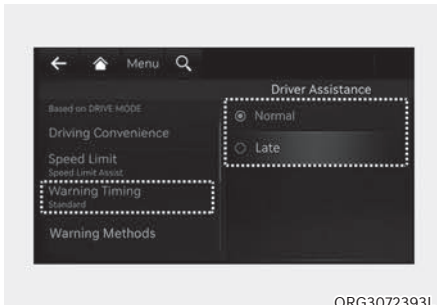 Menu
Driver Assistance
Based on DRIVE MODE
Driving Convenience
Speed Limit
Speed Limit Assist
Warning Timing
Standard
Warning Methods
Normal
Late
ORG3072393L